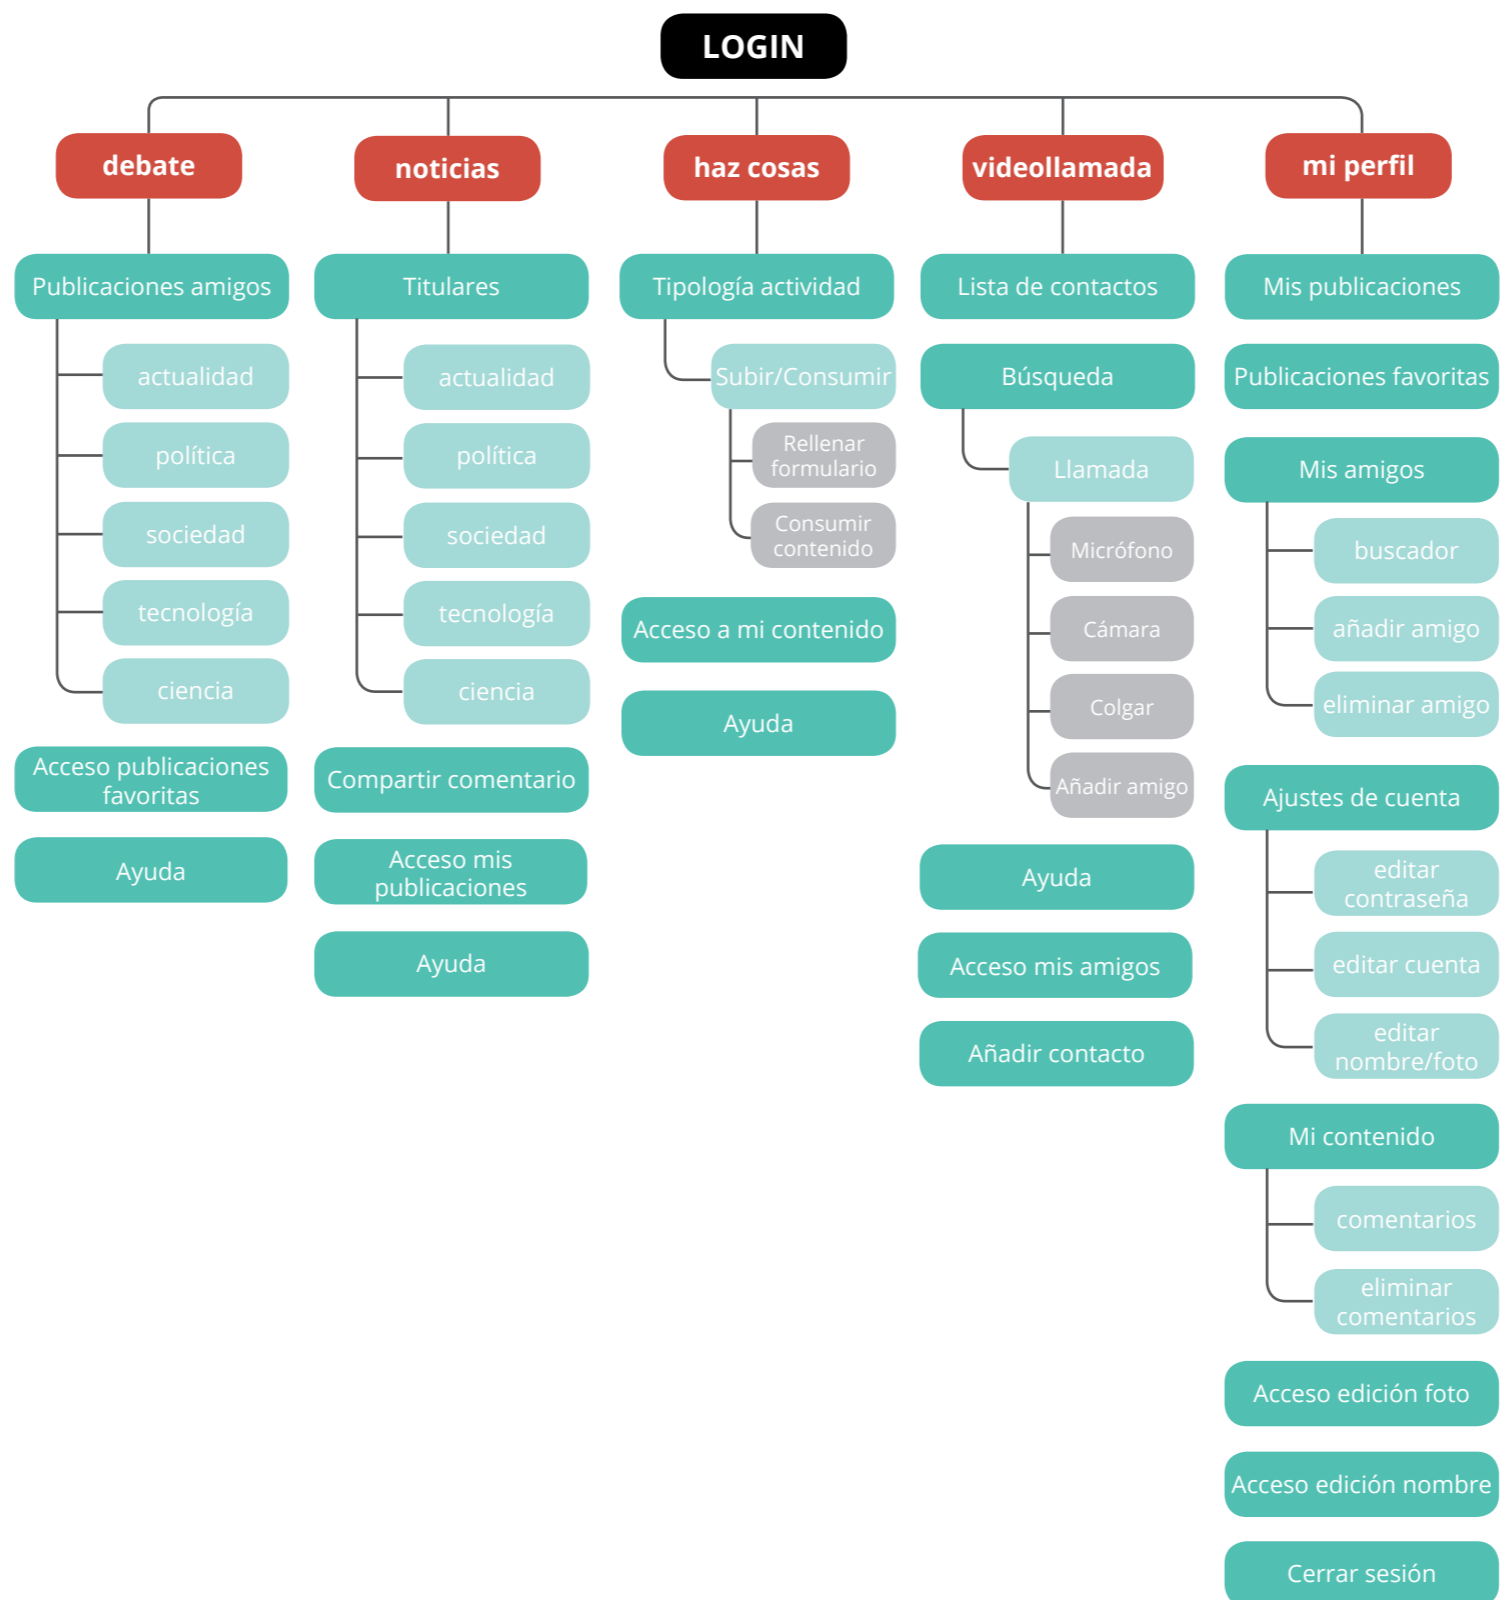 LOGIN
debate
noticias
haz cosas
videollamada
mi perfil
Publicaciones amigos
actualidad
política
sociedad
tecnología
ciencia
Acceso publicaciones
favoritas
Ayuda
Titulares
actualidad
política
sociedad
tecnología
ciencia
Compartir comentario
Acceso mis
publicaciones
Ayuda
Tipología actividad
Subir/Consumir
Rellenar
formulario
Consumir
contenido
Acceso a mi contenido
Ayuda
Lista de contactos
Búsqueda
Llamada
Micrófono
Cámara
Colgar
Añadir amigo
Ayuda
Acceso mis amigos
Añadir contacto
Mis publicaciones
Publicaciones favoritas
Mis amigos
buscador
añadir amigo
eliminar amigo
Ajustes de cuenta
editar
contraseña
editar cuenta
editar
nombre/foto
Mi contenido
comentarios
eliminar
comentarios
Acceso edición foto
Acceso edición nombre
Cerrar sesión